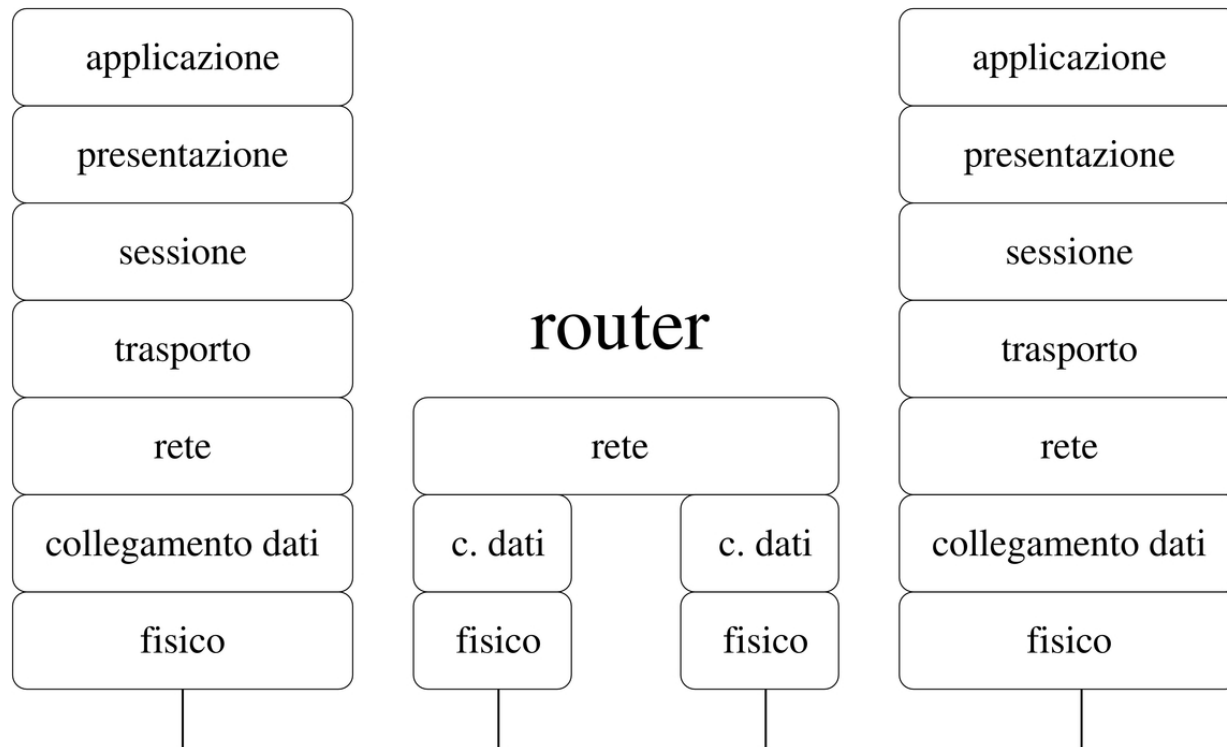 applicazione
presentazione
sessione
trasporto
rete
collegamento dati
fisico
router
rete
c. dati
c. dati
fisico
fisico
applicazione
presentazione
sessione
trasporto
rete
collegamento dati
fisico